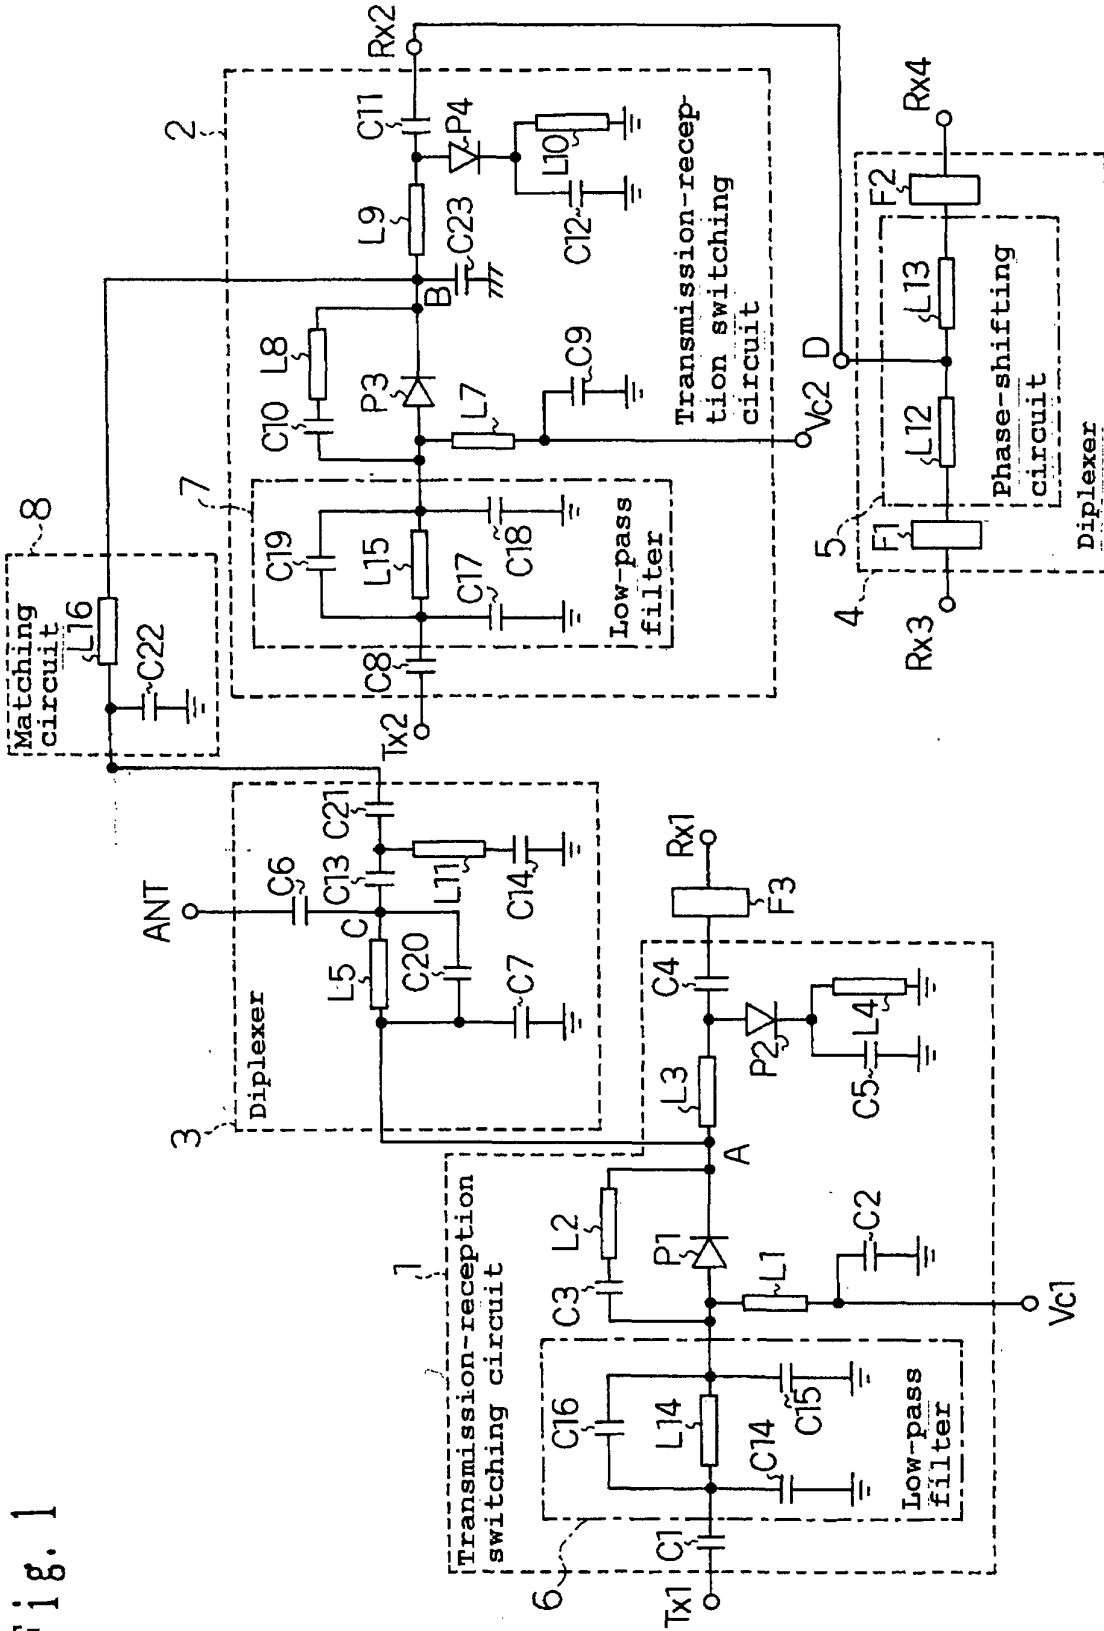 Fig. 1
Transmission-reception
switching circuit
1
Tx1
C1
6
C16
L14
C14
C15
Low-pass
filter
C3
L2
P1
L1
C2
Vc1
A
L3
P2
C5
L4
C4
F3
Rx1
3
Diplexer
ANT
C6
C
L5
C20
C7
C13
C21
L11
C14
8
Matching
circuit
L16
C22
2
Tx2
C8
7
C19
L15
C17
C18
Low-pass
filter
C10
L8
P3
L7
C9
Vc2
B
C23
L9
C11
P4
C12
L10
Rx2
Transmission-recep-
tion switching
circuit
4
5
Rx3
F1
L12
D
L13
F2
Rx4
Phase-shifting
circuit
Diplexer